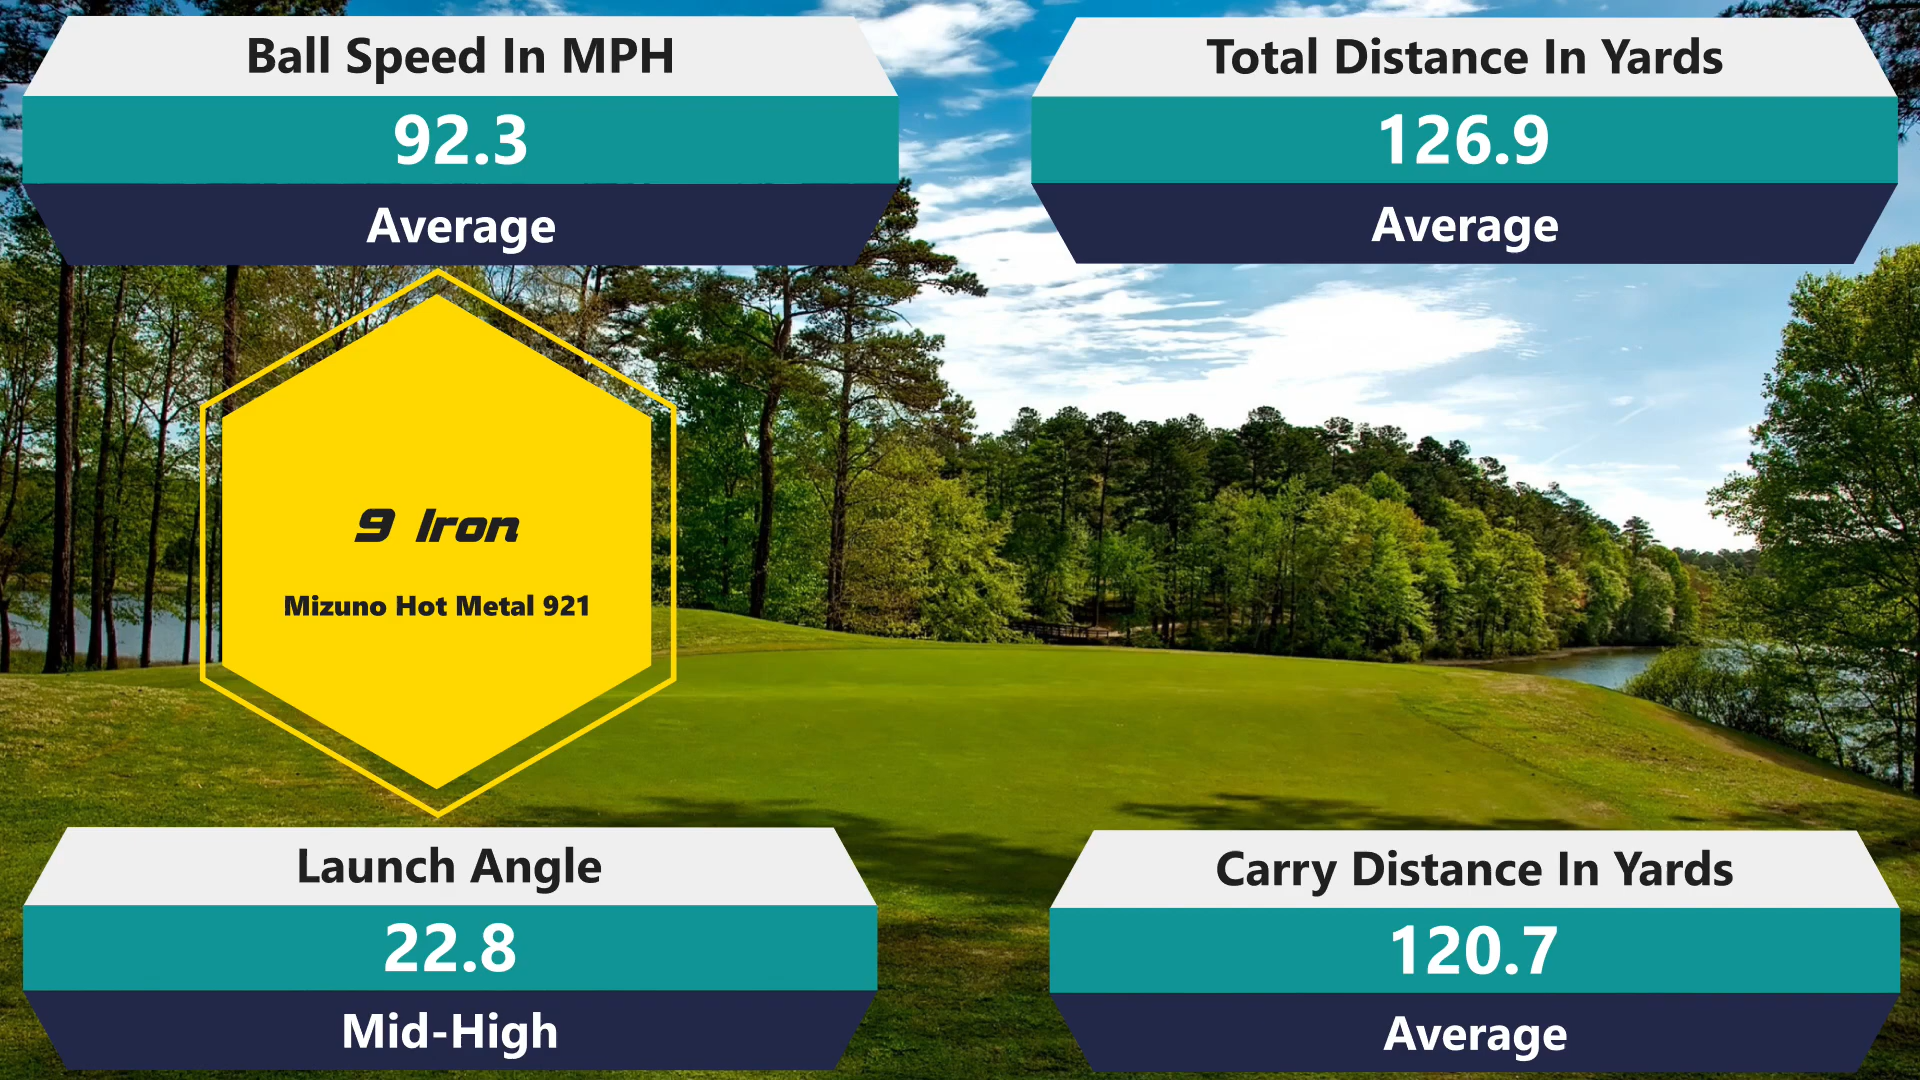 Ball Speed In MPH
92.3
Average
Total Distance In Yards
126.9
Average
9 Iron
Mizuno Hot Metal 921
Launch Angle
22.8
Mid-High
Carry Distance In Yards
120.7
Average